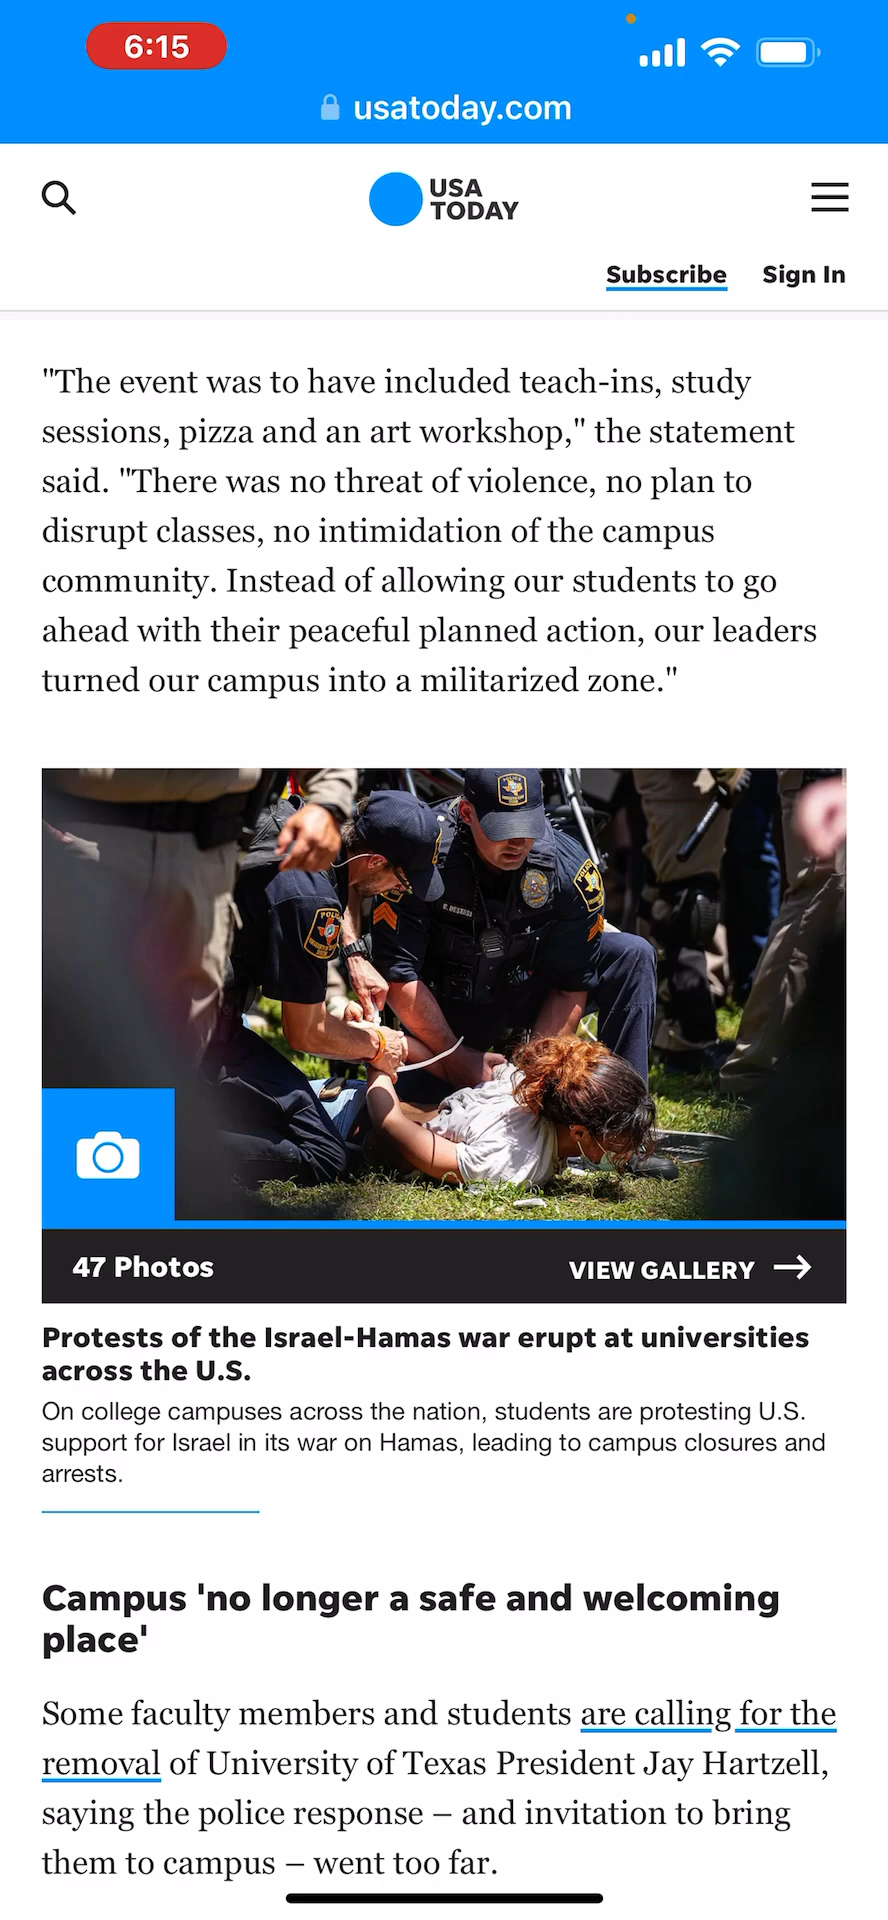 6:15
usatoday.com
USA
TODAY
Subscribe Sign In
"The event was to have included teach-ins, study
sessions, pizza and an art workshop," the statement
said. "There was no threat of violence, no plan to
disrupt classes, no intimidation of the campus
community. Instead of allowing our students to go
ahead with their peaceful planned action, our leaders
turned our campus into a militarized zone."
POLICE
POLICE
47 Photos
VIEW GALLERY
Protests of the Israel-Hamas war erupt at universities
across the U.S.
On college campuses across the nation, students are protesting U.S.
support for Israel in its war on Hamas, leading to campus closures and
arrests.
Campus 'no longer a safe and welcoming
place'
Some faculty members and students are calling for the
removal of University of Texas President Jay Hartzell,
saying the police response – and invitation to bring
them to campus – went too far.